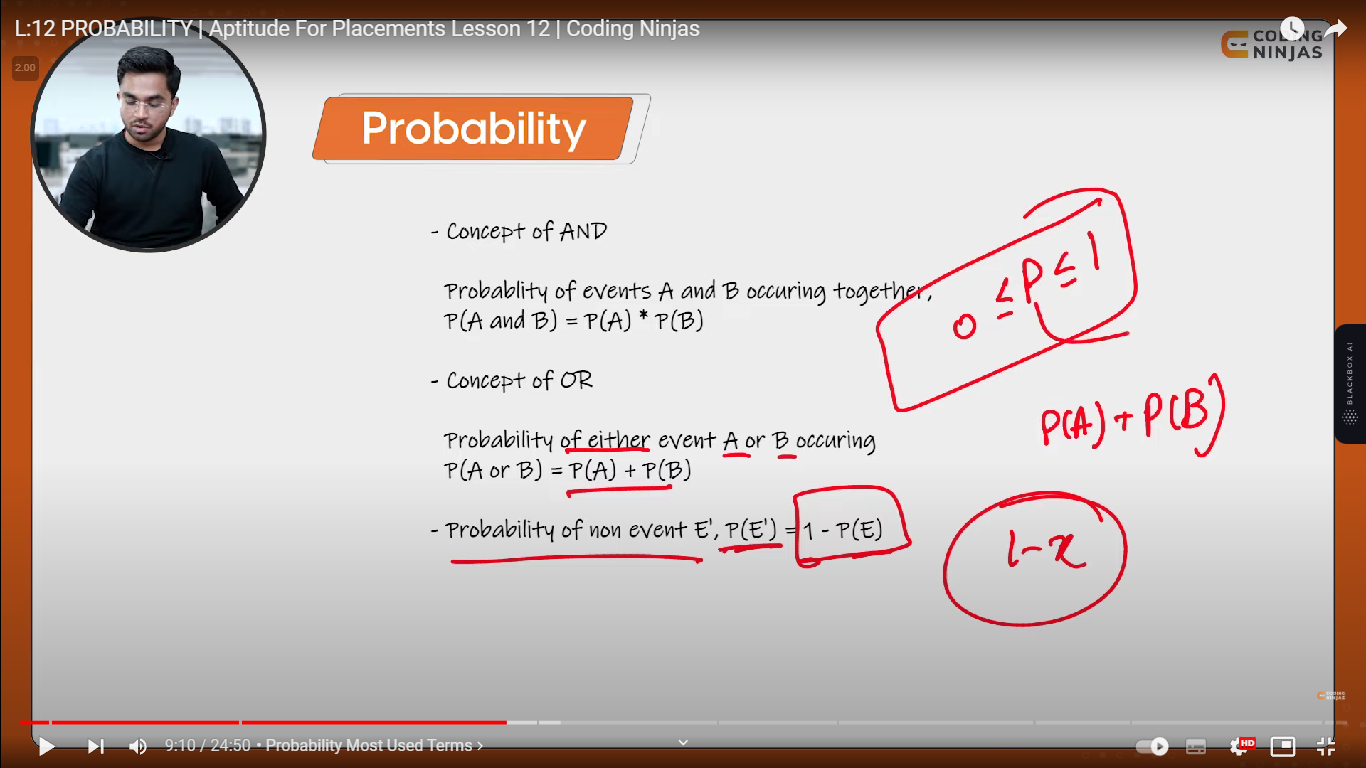 L:12 PROBABILITY | Aptitude For Placements Lesson 12 | Coding Ninjas
CODING
NINJAS
2.00
Probability
- Concept of AND
Probablity of events A and B occuring together,
P(A and B) = P(A) * P(B)
0 ≤ P ≤ 1
- Concept of OR
P(A) + P(B)
Probability of either event A or B occuring
P(A or B) = P(A) + P(B)
- Probability of non event E', P(E') = 1 - P(E)
1-x
BLACKBOX AI
CODING
NINJAS
9:10 / 24:50 • Probability Most Used Terms >
HD